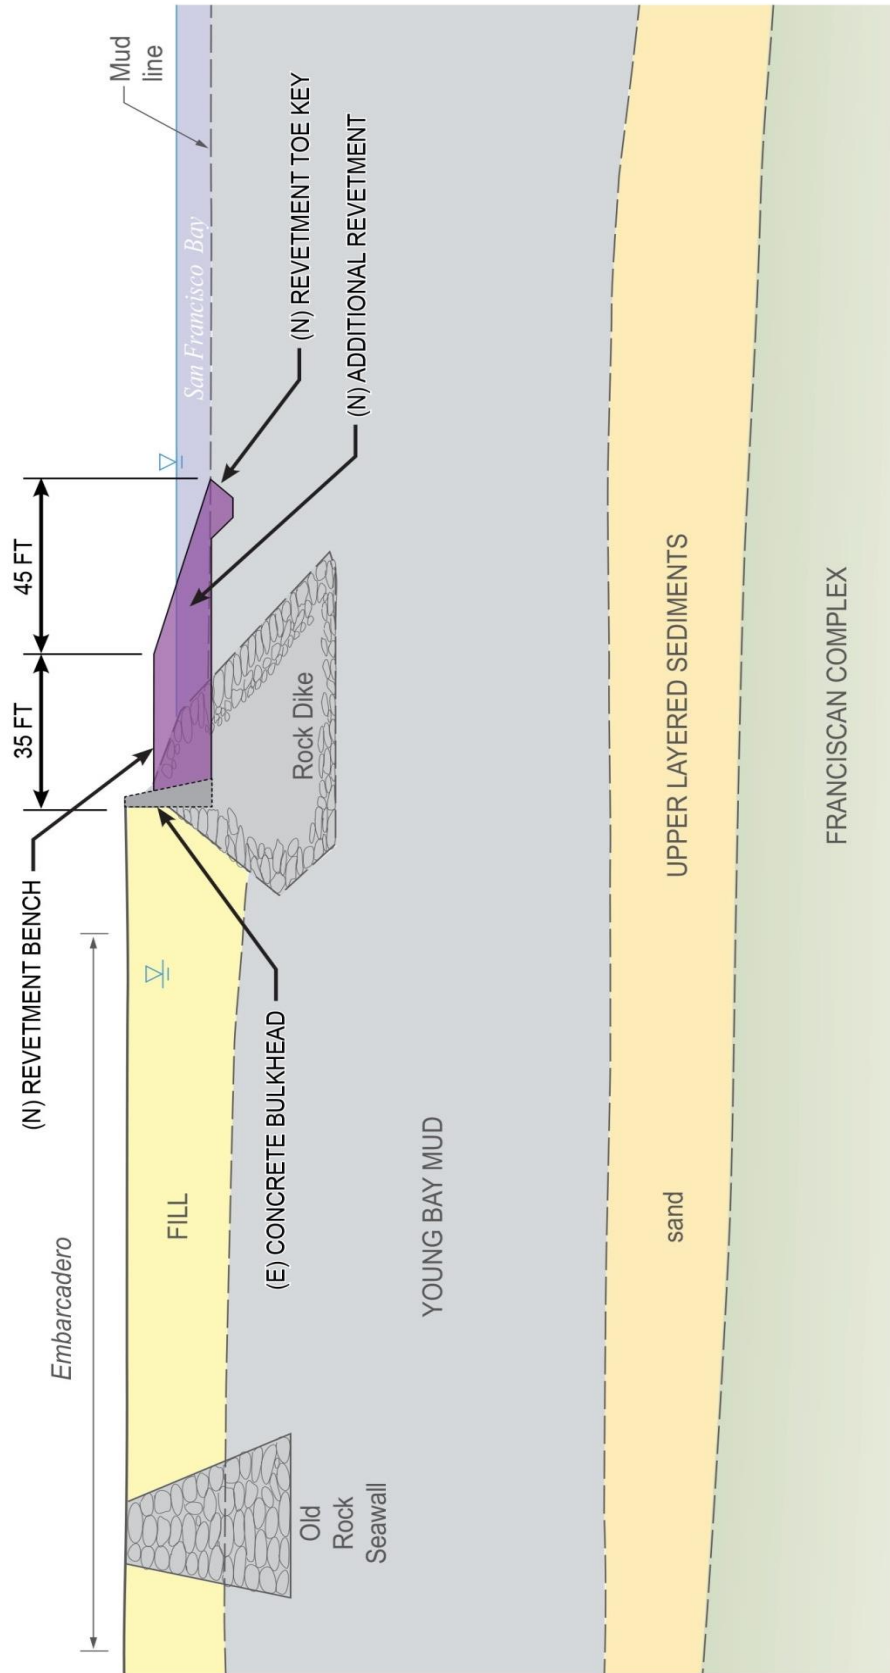 (N) REVETMENT BENCH
35 FT
45 FT
Embarcadero
Mud
line
San Francisco Bay
(N) REVETMENT TOE KEY
(N) ADDITIONAL REVETMENT
FILL
(E) CONCRETE BULKHEAD
Rock Dike
Old
Rock
Seawall
YOUNG BAY MUD
UPPER LAYERED SEDIMENTS
sand
FRANCISCAN COMPLEX